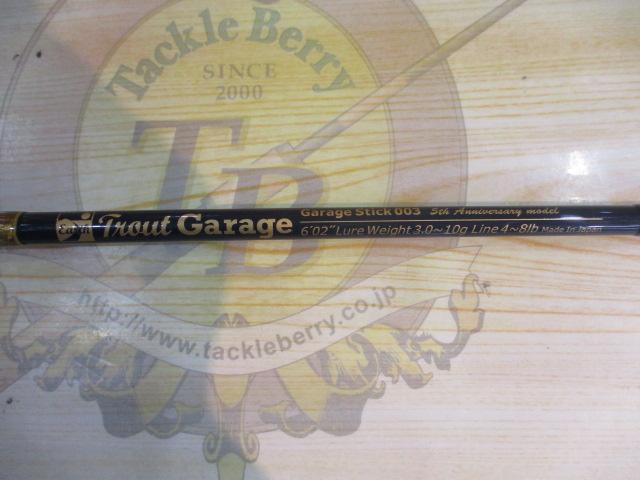 Tackle Berry
SINCE
2000
TB
Trout Garage
Garage Stick 003 5th Anniversary model
6'02" Lure Weight 3.0~10g Line 4~8lb Made In Japan
http://www.tackleberry.co.jp